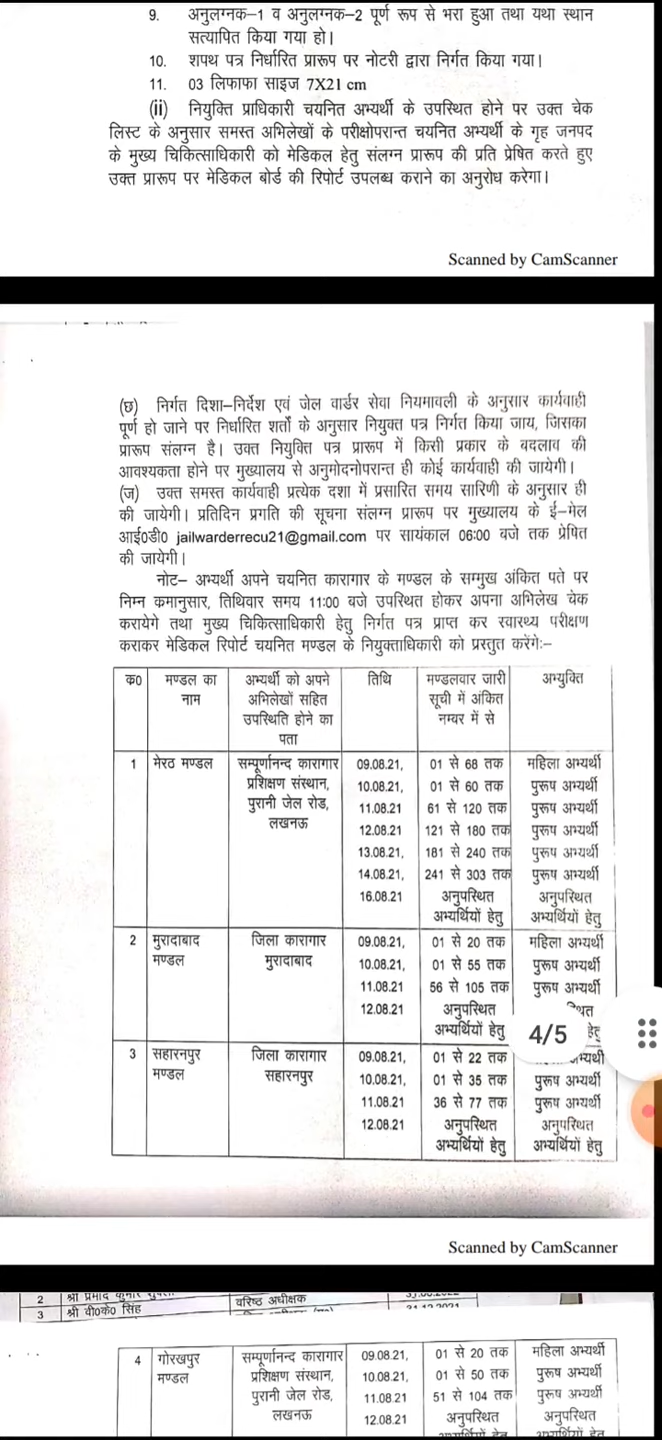 9. अनुलग्नक-1 व अनुलग्नक-2 पूर्ण रूप से भरा हुआ तथा यथा स्थान
सत्यापित किया गया हो।
10. शपथ पत्र निर्धारित प्रारूप पर नोटरी द्वारा निर्गत किया गया।
11. 03 लिफाफा साइज 7X21 cm
(ii) नियुक्ति प्राधिकारी चयनित अभ्यर्थी के उपस्थित होने पर उक्त चेक
लिस्ट के अनुसार समस्त अभिलेखों के परीक्षोपरान्त चयनित अभ्यर्थी के गृह जनपद
के मुख्य चिकित्साधिकारी को मेडिकल हेतु संलग्न प्रारूप की प्रति प्रेषित करते हुए
उक्त प्रारूप पर मेडिकल बोर्ड की रिपोर्ट उपलब्ध कराने का अनुरोध करेगा।
Scanned by CamScanner
(छ) निर्गत दिशा-निर्देश एवं जेल वार्डर सेवा नियमावली के अनुसार कार्यवाही
पूर्ण हो जाने पर निर्धारित शर्तों के अनुसार नियुक्त पत्र निर्गत किया जाय, जिसका
प्रारूप संलग्न है। उक्त नियुक्ति पत्र प्रारूप में किसी प्रकार के बदलाव की
आवश्यकता होने पर मुख्यालय से अनुमोदनोपरान्त ही कोई कार्यवाही की जायेगी।
(ज) उक्त समस्त कार्यवाही प्रत्येक दशा में प्रसारित समय सारिणी के अनुसार ही
की जायेगी। प्रतिदिन प्रगति की सूचना संलग्न प्रारूप पर मुख्यालय के ई-मेल
आई0डी0 jailwarderrecu21@gmail.com पर सायंकाल 06:00 बजे तक प्रेषित
की जायेगी।
नोट- अभ्यर्थी अपने चयनित कारागार के मण्डल के सम्मुख अंकित पते पर
निम्न कमानुसार, तिथिवार समय 11:00 बजे उपस्थित होकर अपना अभिलेख चेक
करायेगे तथा मुख्य चिकित्साधिकारी हेतु निर्गत पत्र प्राप्त कर स्वास्थ्य परीक्षण
कराकर मेडिकल रिपोर्ट चयनित मण्डल के नियुक्ताधिकारी को प्रस्तुत करेंगे:-
क0 मण्डल का अभ्यर्थी को अपने तिथि मण्डलवार जारी अभ्युक्ति
नाम अभिलेखों सहित सूची में अंकित
उपस्थिति होने का नम्बर में से
पता
1 मेरठ मण्डल सम्पूर्णानन्द कारागार 09.08.21, 01 से 68 तक महिला अभ्यर्थी
प्रशिक्षण संस्थान, 10.08.21, 01 से 60 तक पुरूष अभ्यर्थी
पुरानी जेल रोड, 11.08.21 61 से 120 तक पुरूष अभ्यर्थी
लखनऊ 12.08.21 121 से 180 तक पुरूष अभ्यर्थी
13.08.21, 181 से 240 तक पुरूष अभ्यर्थी
14.08.21, 241 से 303 तक पुरूष अभ्यर्थी
16.08.21 अनुपस्थित अनुपस्थित
अभ्यर्थियों हेतु अभ्यर्थियों हेतु
2 मुरादाबाद जिला कारागार 09.08.21, 01 से 20 तक महिला अभ्यर्थी
मण्डल मुरादाबाद 10.08.21, 01 से 55 तक पुरूष अभ्यर्थी
11.08.21 56 से 105 तक पुरूष अभ्यर्थी
12.08.21 अनुपस्थित
अभ्यर्थियों हेतु हेतु
4/5
3 सहारनपुर जिला कारागार 09.08.21, 01 से 22 तक
मण्डल सहारनपुर 10.08.21, 01 से 35 तक पुरूष अभ्यर्थी
11.08.21 36 से 77 तक पुरूष अभ्यर्थी
12.08.21 अनुपस्थित अनुपस्थित
अभ्यर्थियों हेतु अभ्यर्थियों हेतु
Scanned by CamScanner
2 श्री प्रमोद कुमार
3 श्री वी0के0 सिंह वरिष्ठ अधीक्षक
4 गोरखपुर सम्पूर्णानन्द कारागार 09.08.21, 01 से 20 तक महिला अभ्यर्थी
मण्डल प्रशिक्षण संस्थान, 10.08.21, 01 से 50 तक पुरूष अभ्यर्थी
पुरानी जेल रोड, 11.08.21 51 से 104 तक पुरूष अभ्यर्थी
लखनऊ 12.08.21 अनुपस्थित अनुपस्थित